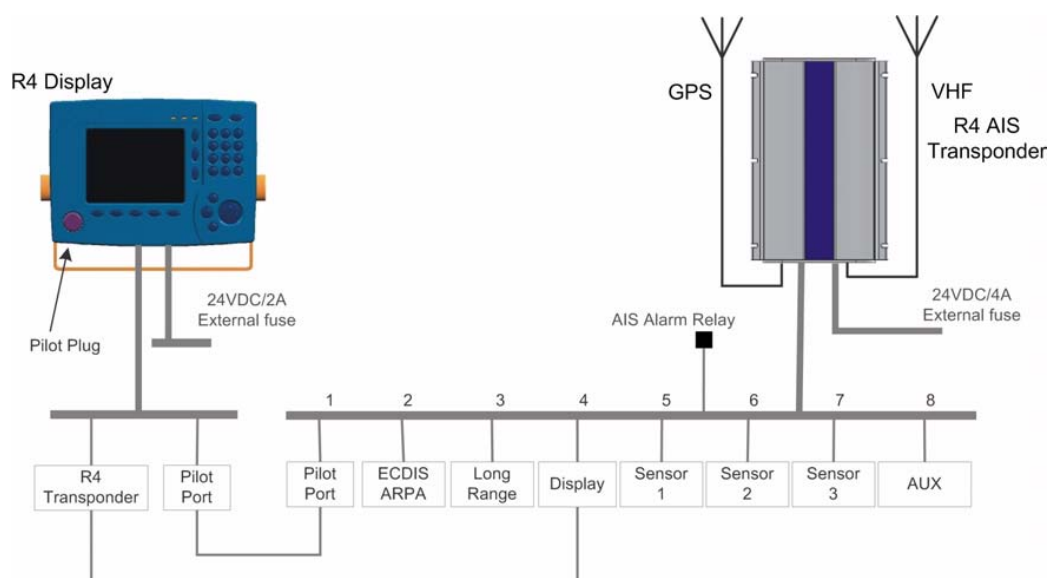 R4 Display
GPS
VHF
R4 AIS
Transponder
24VDC/2A
External fuse
Pilot Plug
AIS Alarm Relay
24VDC/4A
External fuse
1
2
3
4
5
6
7
8
R4
Transponder
Pilot
Port
Pilot
Port
ECDIS
ARPA
Long
Range
Display
Sensor
1
Sensor
2
Sensor
3
AUX